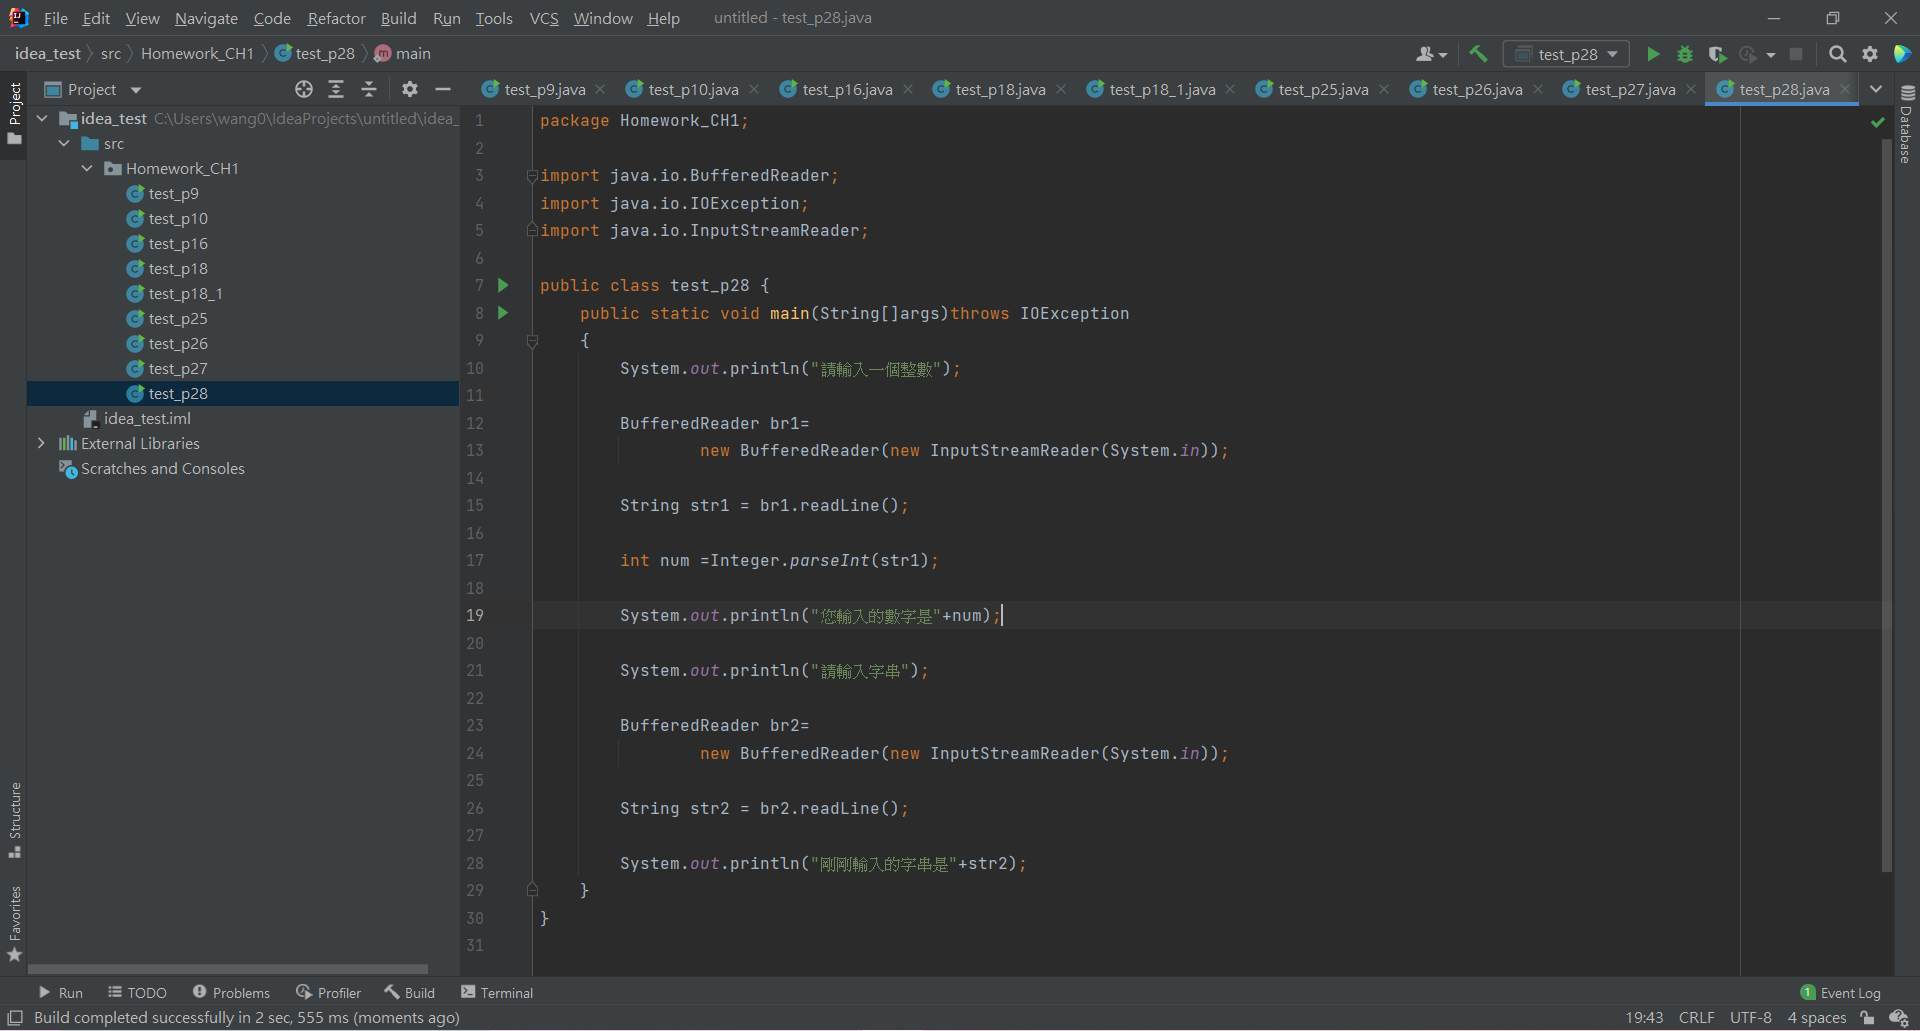 File Edit View Navigate Code Refactor Build Run Tools VCS Window Help untitled - test_p28.java
idea_test src Homework_CH1 test_p28 main test_p28
Project
test_p9.java test_p10.java test_p16.java test_p18.java test_p18_1.java test_p25.java test_p26.java test_p27.java test_p28.java
Project
Structure
Favorites
Database
idea_test C:\Users\wang0\IdeaProjects\untitled\idea_
src
Homework_CH1
test_p9
test_p10
test_p16
test_p18
test_p18_1
test_p25
test_p26
test_p27
test_p28
idea_test.iml
External Libraries
Scratches and Consoles
1 package Homework_CH1;
2
3 import java.io.BufferedReader;
4 import java.io.IOException;
5 import java.io.InputStreamReader;
6
7 public class test_p28 {
8 public static void main(String[]args)throws IOException
9 {
10 System.out.println("請輸入一個整數");
11
12 BufferedReader br1=
13 new BufferedReader(new InputStreamReader(System.in));
14
15 String str1 = br1.readLine();
16
17 int num =Integer.parseInt(str1);
18
19 System.out.println("您輸入的數字是"+num);
20
21 System.out.println("請輸入字串");
22
23 BufferedReader br2=
24 new BufferedReader(new InputStreamReader(System.in));
25
26 String str2 = br2.readLine();
27
28 System.out.println("剛剛輸入的字串是"+str2);
29 }
30 }
31
Run TODO Problems Profiler Build Terminal 1 Event Log
Build completed successfully in 2 sec, 555 ms (moments ago) 19:43 CRLF UTF-8 4 spaces